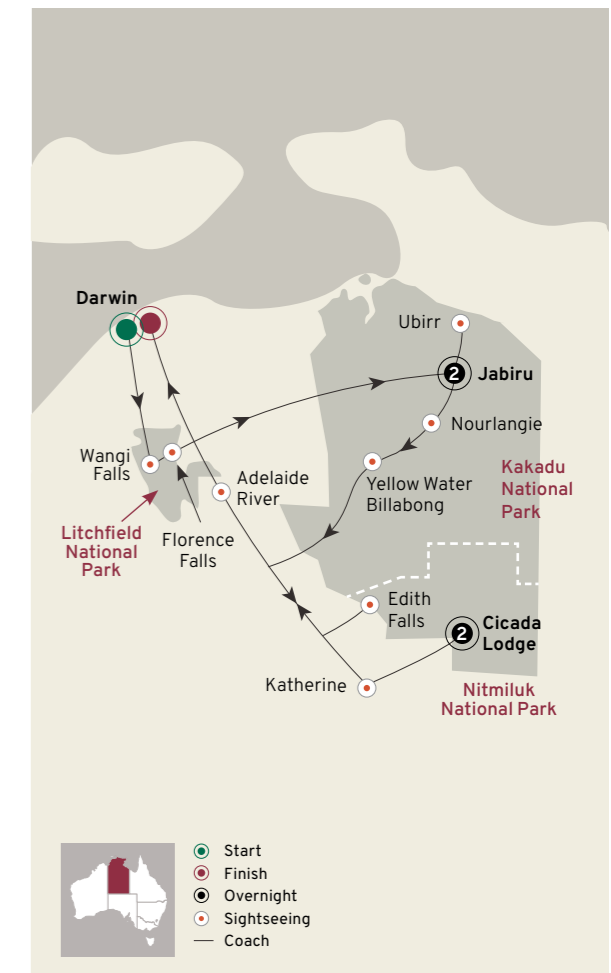 Darwin
Ubirr
2
Jabiru
Nourlangie
Wangi
Falls
Adelaide
River
Yellow Water
Billabong
Kakadu
National
Park
Litchfield
National
Park
Florence
Falls
Edith
Falls
2
Cicada
Lodge
Katherine
Nitmiluk
National Park
Start
Finish
Overnight
Sightseeing
Coach